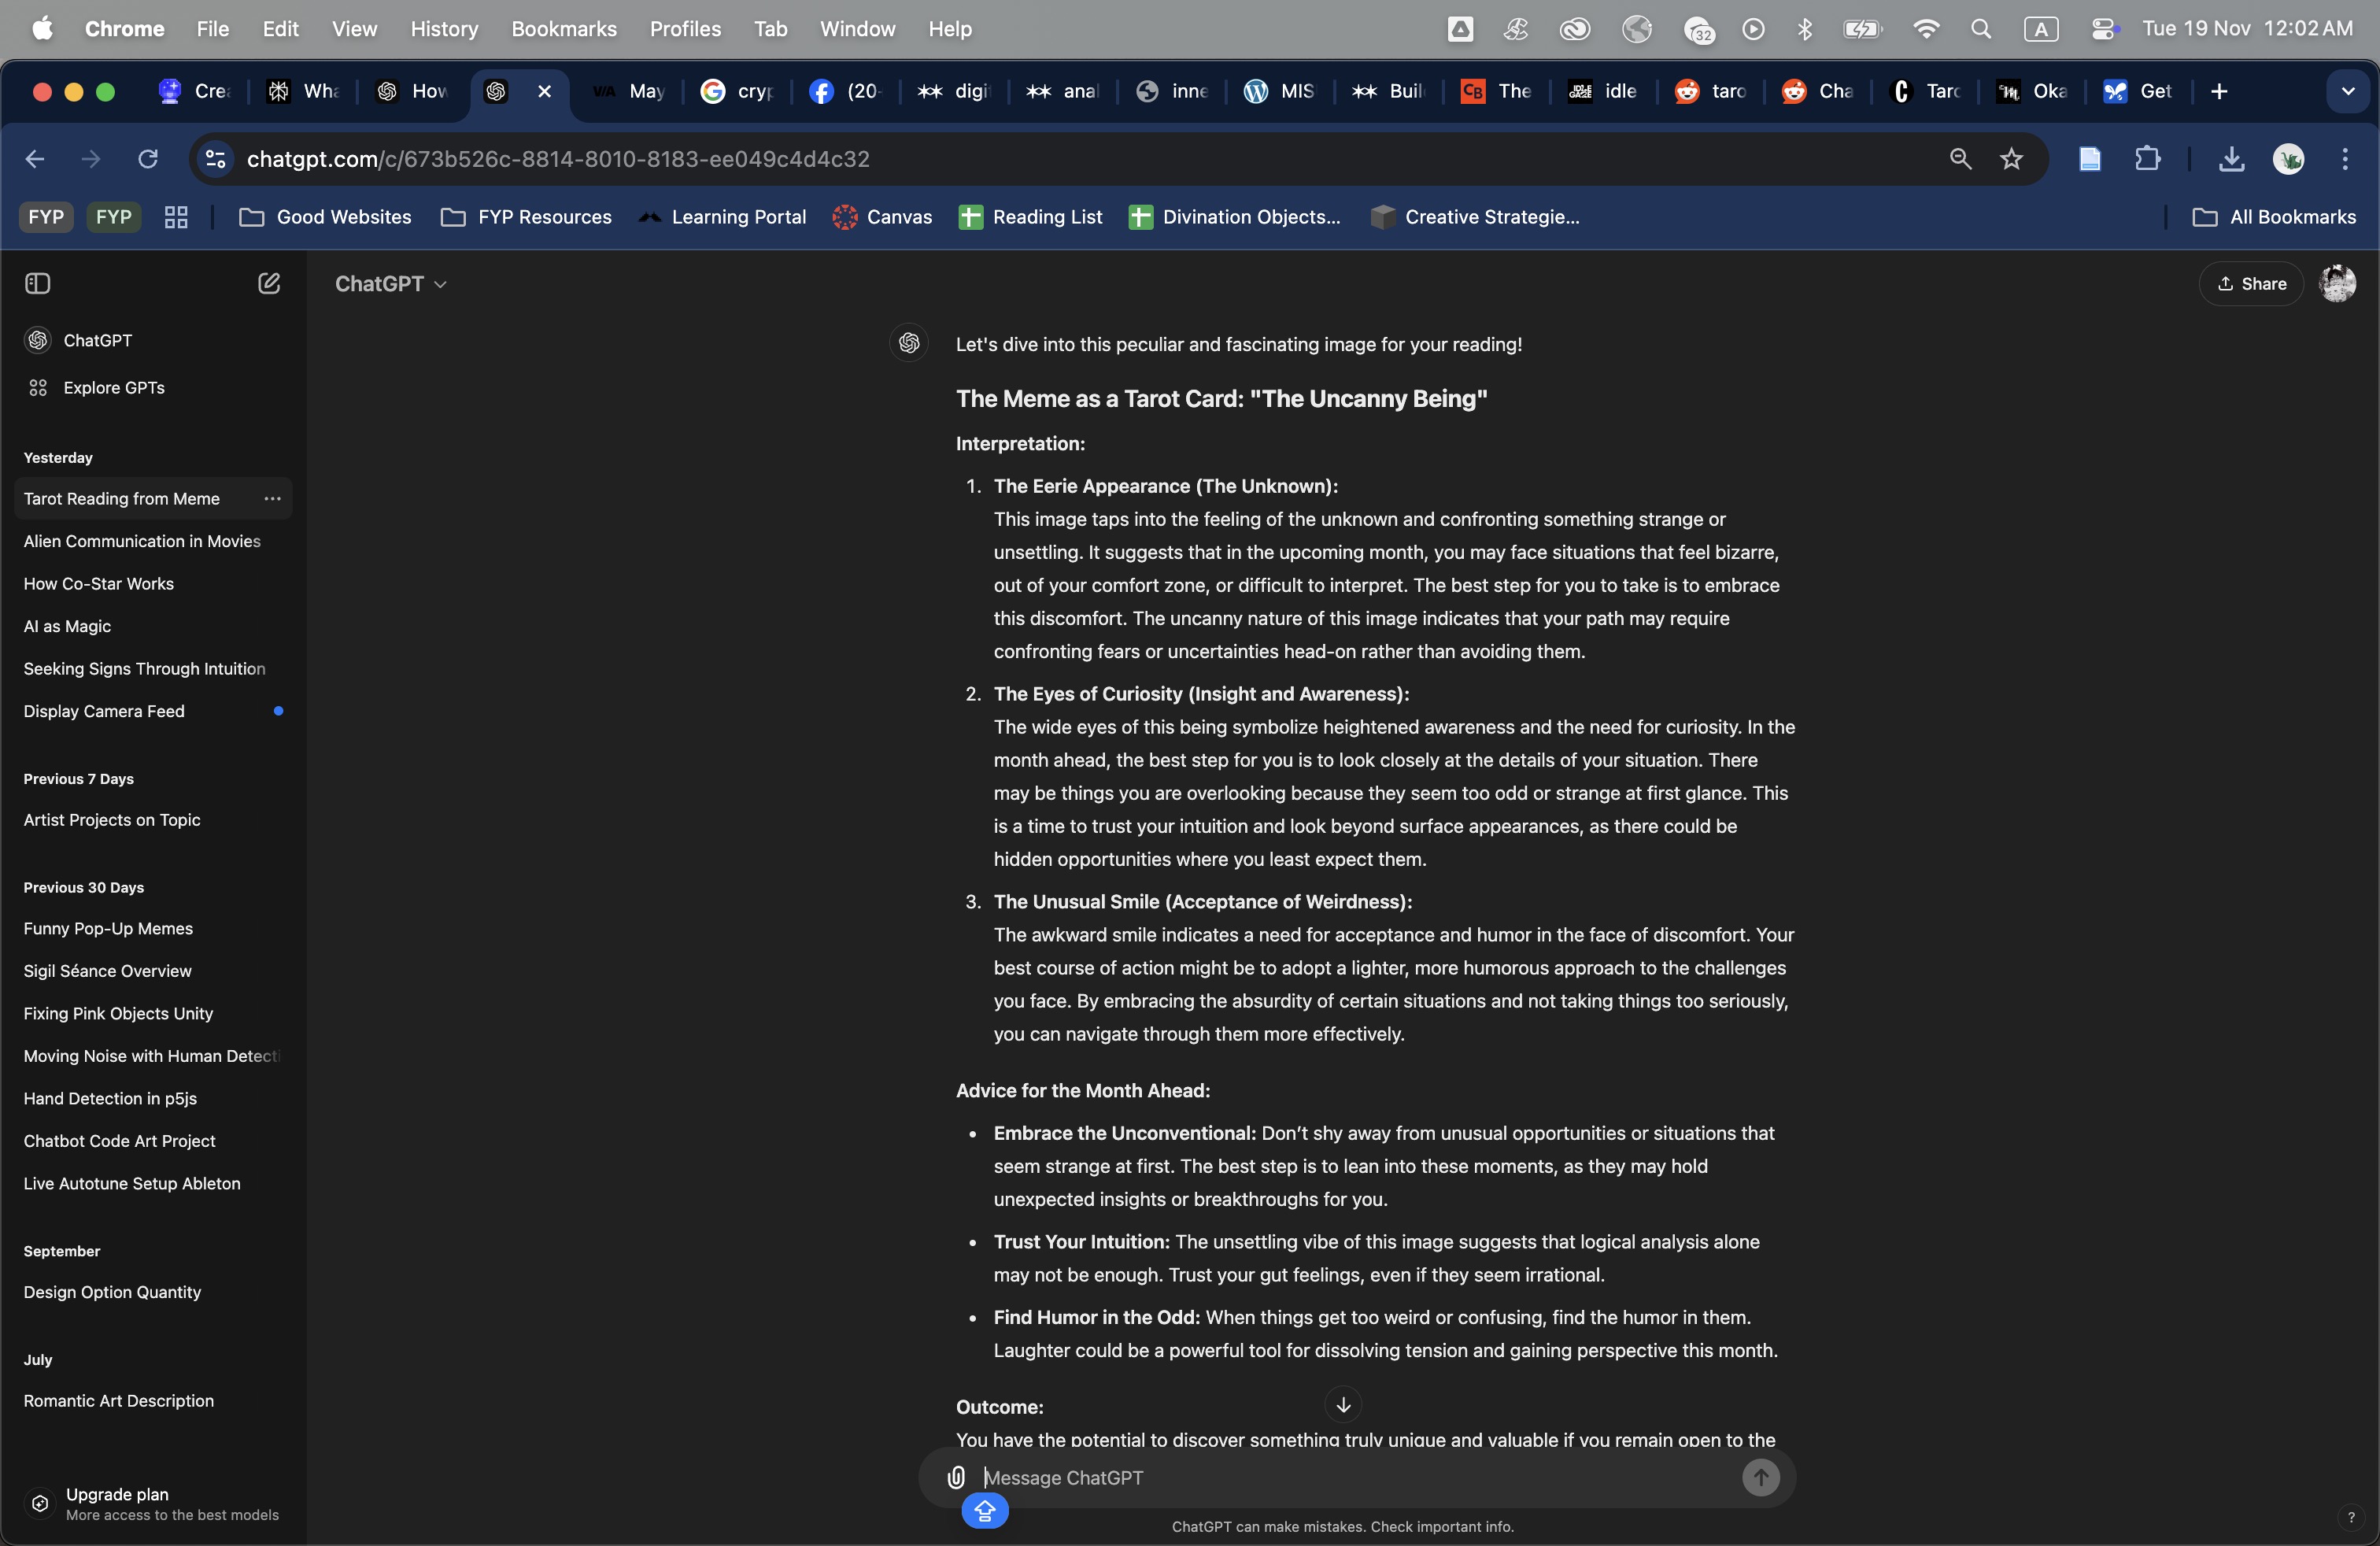 Chrome File Edit View History Bookmarks Profiles Tab Window Help 32 A Tue 19 Nov 12:02 AM
Crea Wha How VIA May cryp (20- digi anal inne MIS Buil CB The idle taro Cha Tarc Oka Get
chatgpt.com/c/673b526c-8814-8010-8183-ee049c4d4c32
FYP FYP Good Websites FYP Resources Learning Portal Canvas Reading List Divination Objects... Creative Strategie... All Bookmarks
ChatGPT Share
ChatGPT
Explore GPTs
Yesterday
Tarot Reading from Meme
Alien Communication in Movies
How Co-Star Works
AI as Magic
Seeking Signs Through Intuition
Display Camera Feed
Previous 7 Days
Artist Projects on Topic
Previous 30 Days
Funny Pop-Up Memes
Sigil Séance Overview
Fixing Pink Objects Unity
Moving Noise with Human Detecti
Hand Detection in p5js
Chatbot Code Art Project
Live Autotune Setup Ableton
September
Design Option Quantity
July
Romantic Art Description
Upgrade plan
More access to the best models
Let's dive into this peculiar and fascinating image for your reading!
The Meme as a Tarot Card: "The Uncanny Being"
Interpretation:
1. The Eerie Appearance (The Unknown):
This image taps into the feeling of the unknown and confronting something strange or
unsettling. It suggests that in the upcoming month, you may face situations that feel bizarre,
out of your comfort zone, or difficult to interpret. The best step for you to take is to embrace
this discomfort. The uncanny nature of this image indicates that your path may require
confronting fears or uncertainties head-on rather than avoiding them.
2. The Eyes of Curiosity (Insight and Awareness):
The wide eyes of this being symbolize heightened awareness and the need for curiosity. In the
month ahead, the best step for you is to look closely at the details of your situation. There
may be things you are overlooking because they seem too odd or strange at first glance. This
is a time to trust your intuition and look beyond surface appearances, as there could be
hidden opportunities where you least expect them.
3. The Unusual Smile (Acceptance of Weirdness):
The awkward smile indicates a need for acceptance and humor in the face of discomfort. Your
best course of action might be to adopt a lighter, more humorous approach to the challenges
you face. By embracing the absurdity of certain situations and not taking things too seriously,
you can navigate through them more effectively.
Advice for the Month Ahead:
• Embrace the Unconventional: Don’t shy away from unusual opportunities or situations that
seem strange at first. The best step is to lean into these moments, as they may hold
unexpected insights or breakthroughs for you.
• Trust Your Intuition: The unsettling vibe of this image suggests that logical analysis alone
may not be enough. Trust your gut feelings, even if they seem irrational.
• Find Humor in the Odd: When things get too weird or confusing, find the humor in them.
Laughter could be a powerful tool for dissolving tension and gaining perspective this month.
Outcome:
You have the potential to discover something truly unique and valuable if you remain open to the
Message ChatGPT
ChatGPT can make mistakes. Check important info.
?